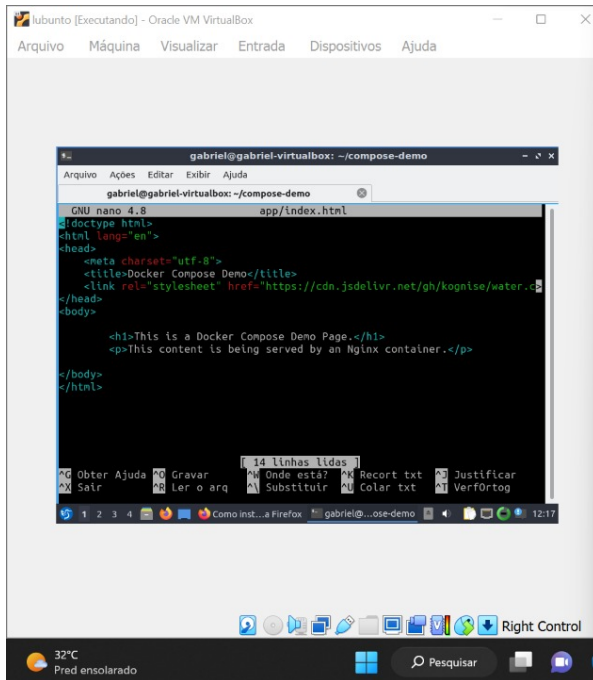 lubunto [Executando] - Oracle VM VirtualBox
Arquivo Máquina Visualizar Entrada Dispositivos Ajuda
gabriel@gabriel-virtualbox: ~/compose-demo
Arquivo Ações Editar Exibir Ajuda
gabriel@gabriel-virtualbox: ~/compose-demo
GNU nano 4.8 app/index.html
<!doctype html>
<html lang="en">
<head>
<meta charset="utf-8">
<title>Docker Compose Demo</title>
<link rel="stylesheet" href="https://cdn.jsdelivr.net/gh/kognise/water.c>
</head>
<body>
<h1>This is a Docker Compose Demo Page.</h1>
<p>This content is being served by an Nginx container.</p>
</body>
</html>
[ 14 linhas lidas ]
^G Obter Ajuda ^O Gravar ^W Onde está? ^K Recort txt ^J Justificar
^X Sair ^R Ler o arq ^\ Substituir ^U Colar txt ^T VerfOrtog
1 2 3 4 Como inst...a Firefox gabriel@...ose-demo 12:17
Right Control
32°C
Pred ensolarado
Pesquisar